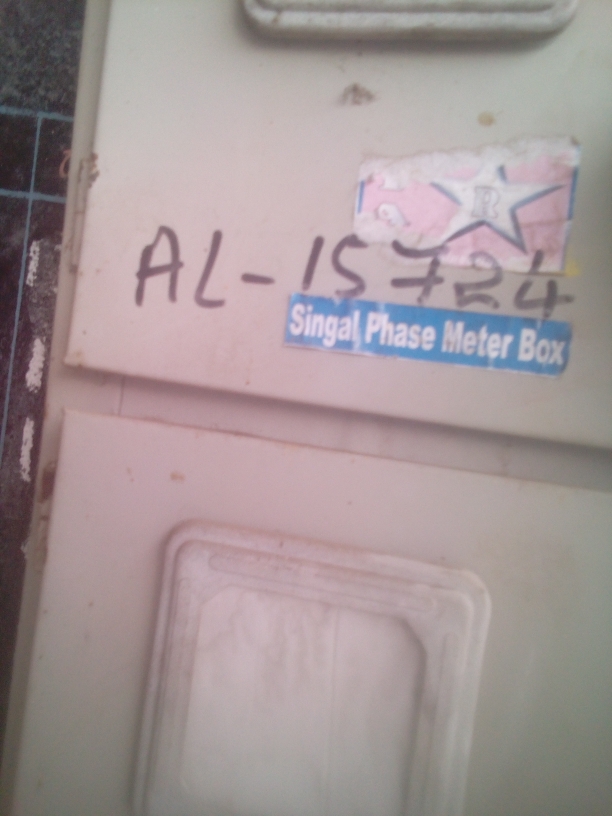 R
AL-15724
Singal Phase Meter Box